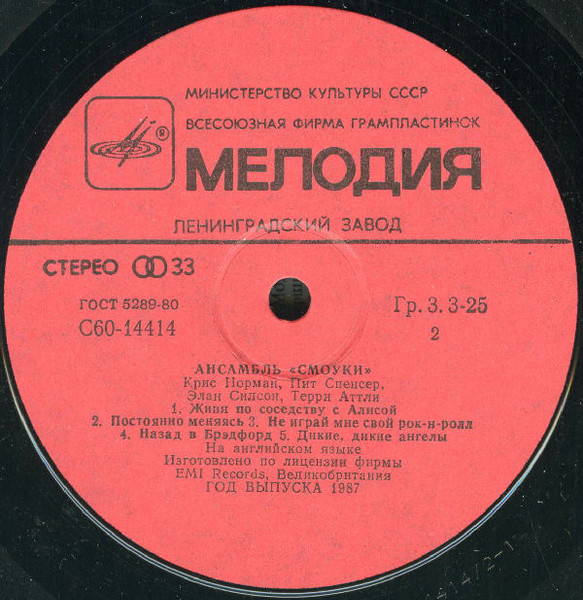 МИНИСТЕРСТВО КУЛЬТУРЫ СССР
ВСЕСОЮЗНАЯ ФИРМА ГРАМПЛАСТИНОК
®
МЕЛОДИЯ
ЛЕНИНГРАДСКИЙ ЗАВОД
СТЕРЕО 33
ГОСТ 5289-80
С60-14414
Гр. 3. 3-25
2
АНСАМБЛЬ «СМОУКИ»
Крис Норман, Пит Спенсер,
Элан Силсон, Терри Аттли
1. Живя по соседству с Алисой
2. Постоянно меняясь 3. Не играй мне свой рок-н-ролл
4. Назад в Брэдфорд 5. Дикие, дикие ангелы
На английском языке
Изготовлено по лицензии фирмы
EMI Records, Великобритания
ГОД ВЫПУСКА 1987